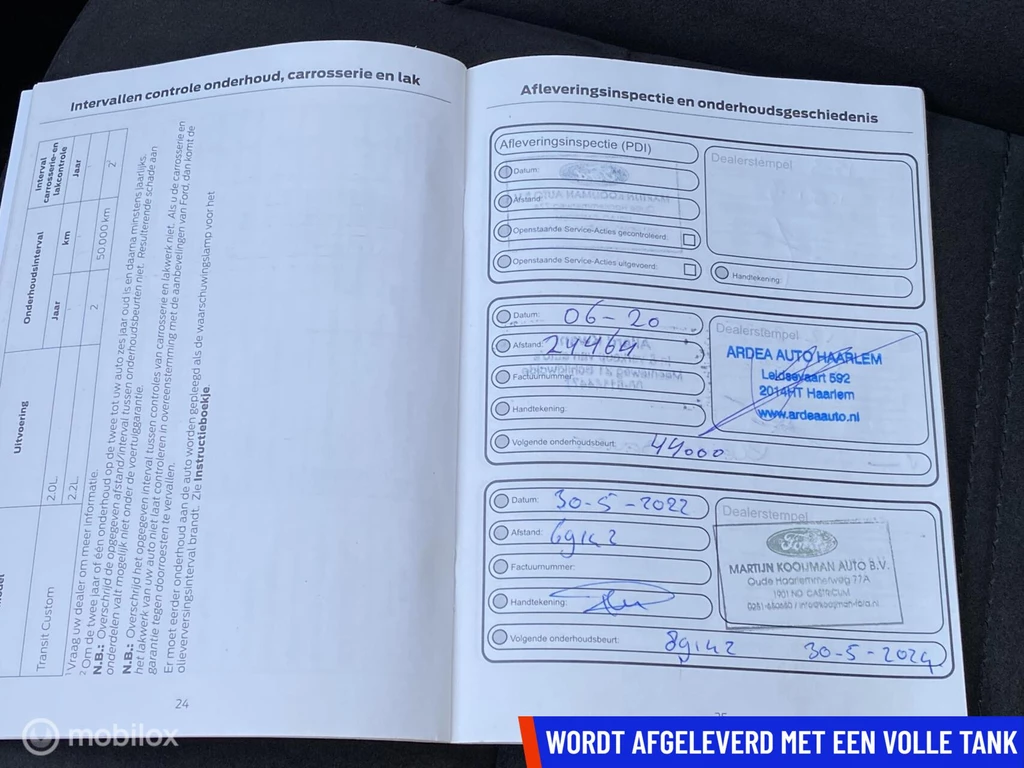 Intervallen controle onderhoud, carrosserie en lak
Uitvoering
Onderhoudsinterval
Interval carrosserie-en lakcontrole
Jaar
km
Jaar
Transit Custom
2.0L
2.2L
2
50.000 km
2²
¹ Vraag uw dealer om meer informatie.
² Om de twee jaar of één onderhoud op de twee tot uw auto zes jaar oud is en daarna minstens jaarlijks.
N.B.: Overschrijd de opgegeven afstand/interval tussen onderhoudsbeurten niet. Resulterende schade aan
onderdelen valt mogelijk niet onder de voertuiggarantie.
N.B.: Overschrijd het opgegeven interval tussen controles van carrosserie en lakwerk niet. Als u de carrosserie en
het lakwerk van uw auto niet laat controleren in overeenstemming met de aanbevelingen van Ford, dan komt de
garantie tegen doorroesten te vervallen.
Er moet eerder onderhoud aan de auto worden gepleegd als de waarschuwingslamp voor het
olieverversingsinterval brandt. Zie Instructieboekje.
24
Afleveringsinspectie en onderhoudsgeschiedenis
Afleveringsinspectie (PDI)
Dealerstempel
Datum:
Afstand:
Openstaande Service-Acties gecontroleerd:
Openstaande Service-Acties uitgevoerd:
Handtekening:
Datum: 06-20
Dealerstempel
Afstand: 24464
ARDEA AUTO HAARLEM
Leidsevaart 592
2014HT Haarlem
www.ardeaauto.nl
Factuurnummer:
Handtekening:
Volgende onderhoudsbeurt: 44000
Datum: 30-5-2022
Dealerstempel
Afstand: 69142
Ford
MARTIJN KOOIJMAN AUTO B.V.
Oude Haarlemmerweg 77A
1901 ND CASTRICUM
Factuurnummer:
Handtekening:
Volgende onderhoudsbeurt: 89142 30-5-2024
mobilox
WORDT AFGELEVERD MET EEN VOLLE TANK